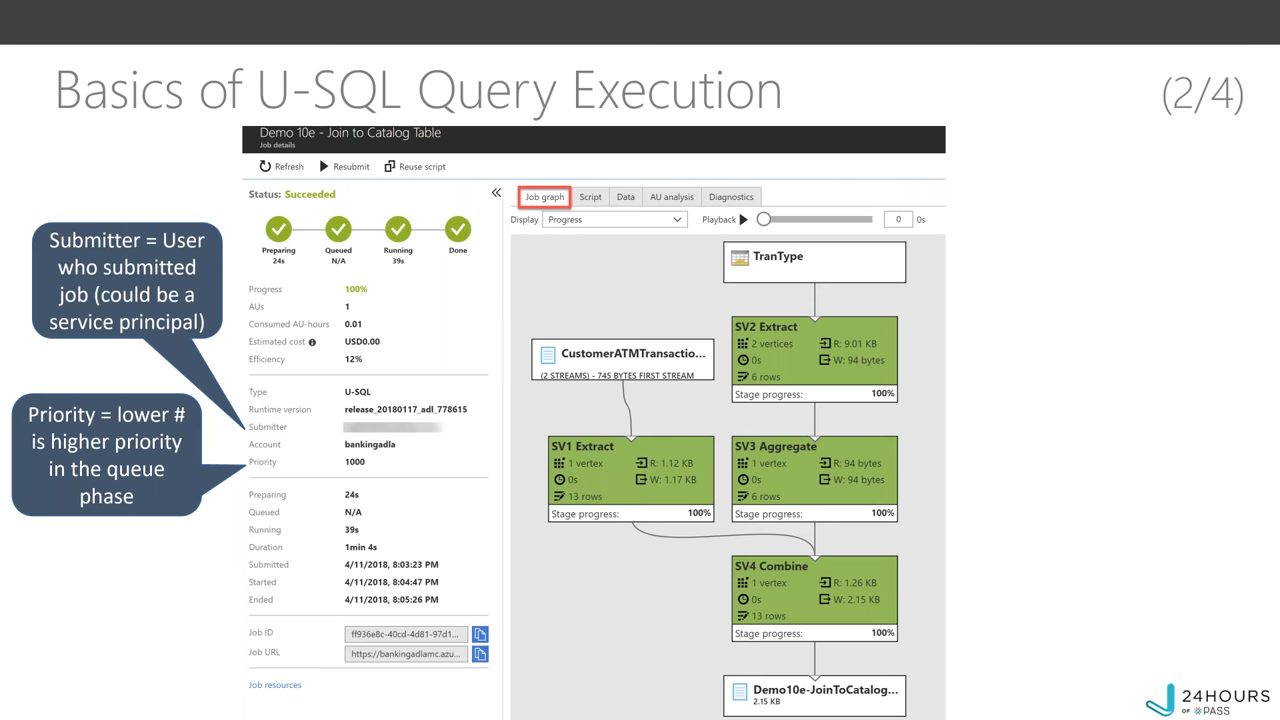 Basics of U-SQL Query Execution
(2/4)
Demo 10e - Join to Catalog Table
Job details
Refresh
Resubmit
Reuse script
Status: Succeeded
Preparing
24s
Queued
N/A
Running
39s
Done
Progress 100%
AUs 1
Consumed AU-hours 0.01
Estimated cost USD0.00
Efficiency 12%
Type U-SQL
Runtime version release_20180117_adl_778615
Submitter
Account bankingadla
Priority 1000
Preparing 24s
Queued N/A
Running 39s
Duration 1min 4s
Submitted 4/11/2018, 8:03:23 PM
Started 4/11/2018, 8:04:47 PM
Ended 4/11/2018, 8:05:26 PM
Job ID ff936e8c-40cd-4d81-97d1...
Job URL https://bankingadlamc.azu...
Job resources
Submitter = User
who submitted
job (could be a
service principal)
Priority = lower #
is higher priority
in the queue
phase
Job graph
Script
Data
AU analysis
Diagnostics
Display Progress
Playback
0 0s
TranType
SV2 Extract
2 vertices R: 9.01 KB
0s W: 94 bytes
6 rows
Stage progress: 100%
CustomerATMTransactio...
(2 STREAMS) - 745 BYTES FIRST STREAM
SV1 Extract
1 vertex R: 1.12 KB
0s W: 1.17 KB
13 rows
Stage progress: 100%
SV3 Aggregate
1 vertex R: 94 bytes
0s W: 94 bytes
6 rows
Stage progress: 100%
SV4 Combine
1 vertex R: 1.26 KB
0s W: 2.15 KB
13 rows
Stage progress: 100%
Demo10e-JoinToCatalog...
2.15 KB
24HOURS
OF PASS